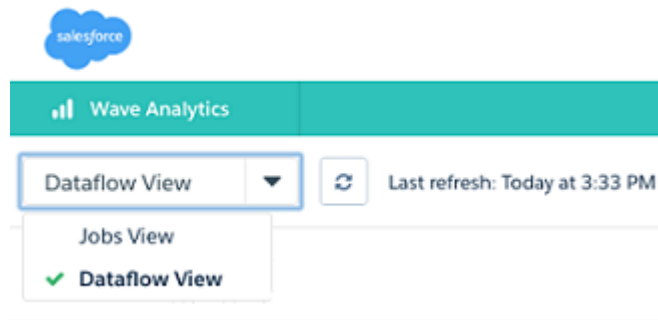 salesforce
Wave Analytics
Dataflow View
Last refresh: Today at 3:33 PM
Jobs View
Dataflow View